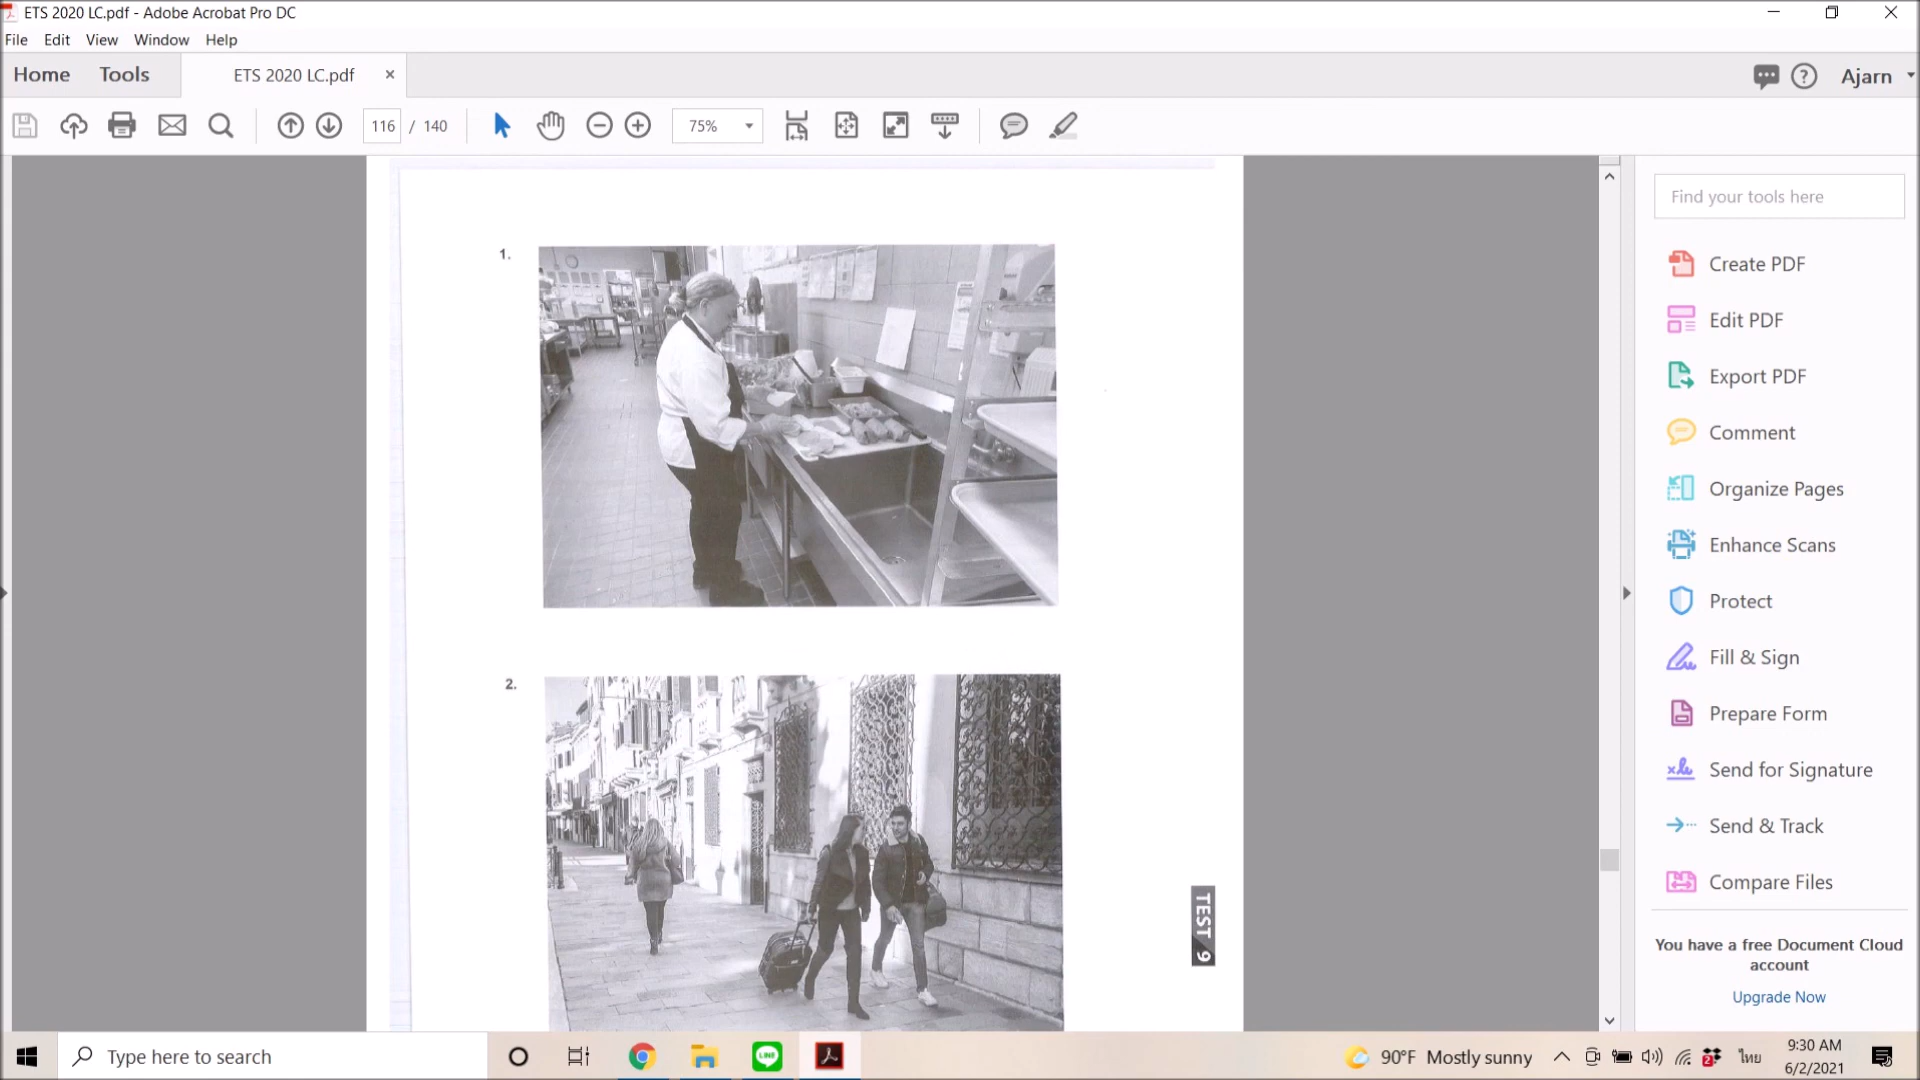 ETS 2020 LC.pdf - Adobe Acrobat Pro DC
File Edit View Window Help
Home Tools ETS 2020 LC.pdf × Ajarn
116 / 140 75%
Find your tools here
Create PDF
Edit PDF
Export PDF
Comment
Organize Pages
Enhance Scans
Protect
Fill & Sign
Prepare Form
Send for Signature
Send & Track
Compare Files
You have a free Document Cloud
account
Upgrade Now
1.
2.
TEST 9
Type here to search
LINE
90°F Mostly sunny
2
ไทย
9:30 AM
6/2/2021